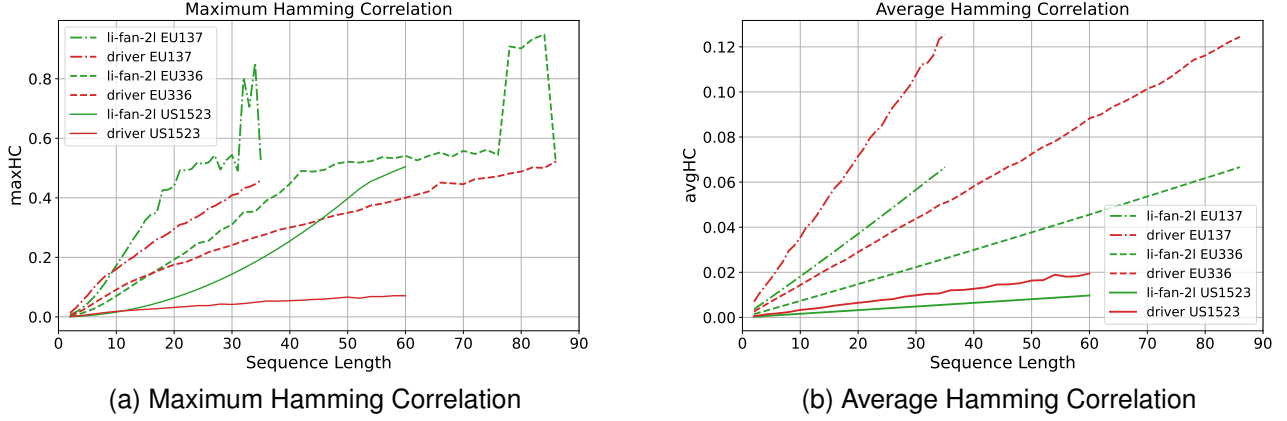 Maximum Hamming Correlation
maxHC
0.8
0.6
0.4
0.2
0.0
li-fan-2l EU137
driver EU137
li-fan-2l EU336
driver EU336
li-fan-2l US1523
driver US1523
0 10 20 30 40 50 60 70 80 90
Sequence Length
(a) Maximum Hamming Correlation
Average Hamming Correlation
avgHC
0.12
0.10
0.08
0.06
0.04
0.02
0.00
li-fan-2l EU137
driver EU137
li-fan-2l EU336
driver EU336
li-fan-2l US1523
driver US1523
0 10 20 30 40 50 60 70 80 90
Sequence Length
(b) Average Hamming Correlation